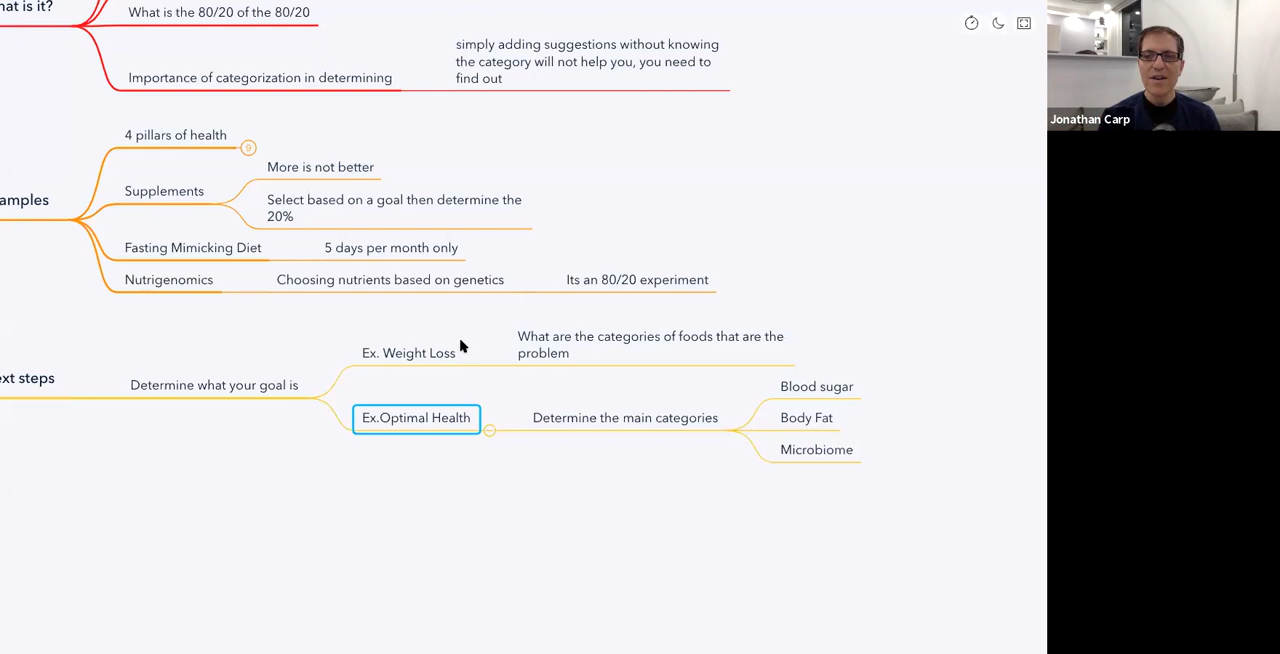 hat is it?
What is the 80/20 of the 80/20
simply adding suggestions without knowing
the category will not help you, you need to
find out
Importance of categorization in determining
4 pillars of health
9
More is not better
Supplements
Select based on a goal then determine the
20%
amples
Fasting Mimicking Diet
5 days per month only
Nutrigenomics
Choosing nutrients based on genetics
Its an 80/20 experiment
What are the categories of foods that are the
problem
Ex. Weight Loss
ext steps
Determine what your goal is
Blood sugar
Ex.Optimal Health
Determine the main categories
Body Fat
Microbiome
Jonathan Carp